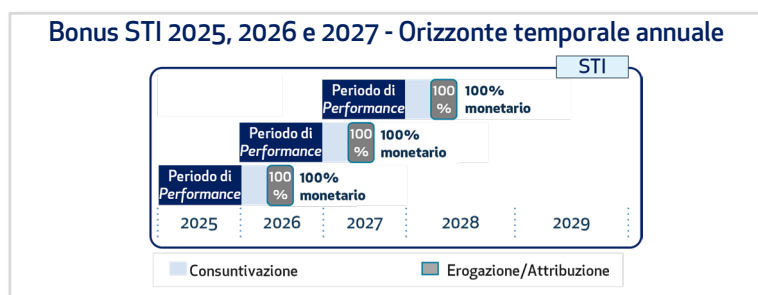 Bonus STI 2025, 2026 e 2027 - Orizzonte temporale annuale
STI
Periodo di
Performance
100
%
100%
monetario
Periodo di
Performance
100
%
100%
monetario
Periodo di
Performance
100
%
100%
monetario
2025
2026
2027
2028
2029
Consuntivazione
Erogazione/Attribuzione